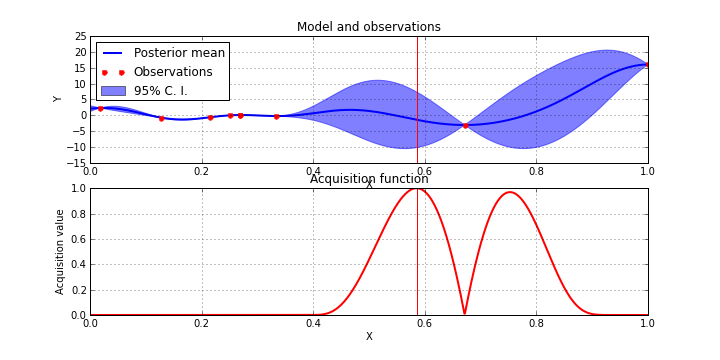 Model and observations
25
20
15
10
5
0
−5
−10
−15
Y
Posterior mean
Observations
95% C. I.
0.0 0.2 0.4 0.6 0.8 1.0
X
Acquisition function
1.0
0.8
0.6
0.4
0.2
0.0
Acquisition value
0.0 0.2 0.4 0.6 0.8 1.0
X